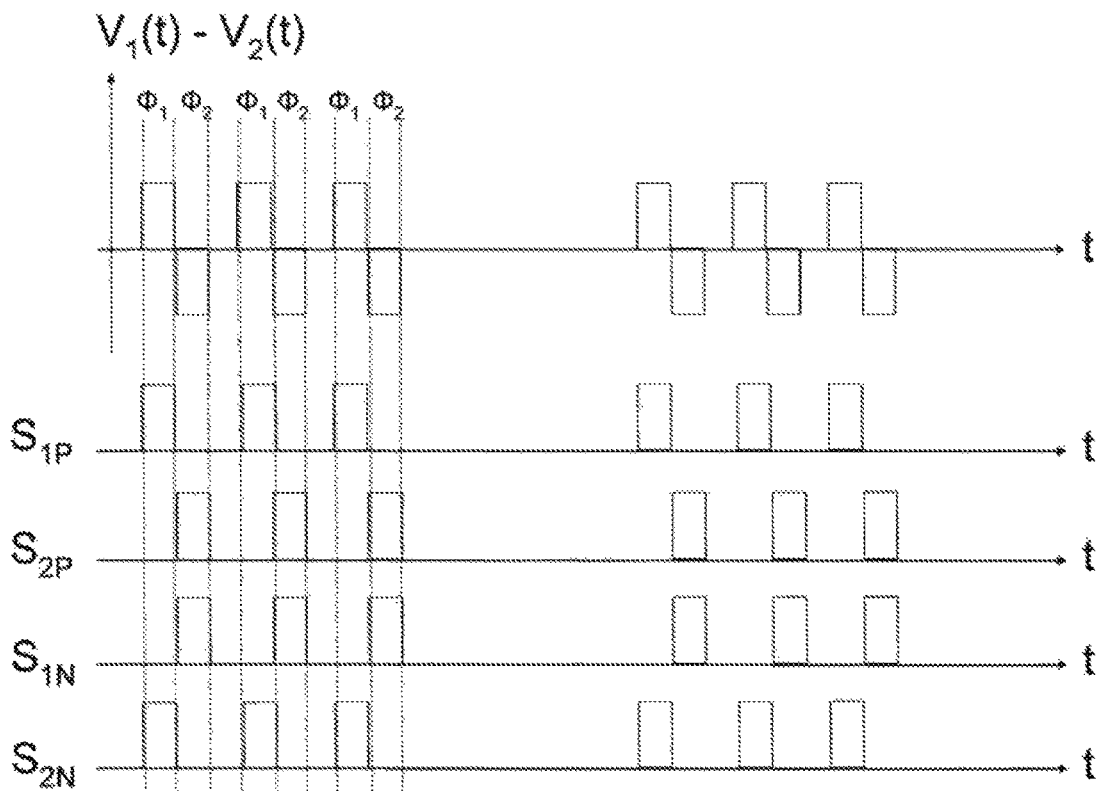 V₁(t) - V₂(t)
Φ₁ Φ₂ Φ₁ Φ₂ Φ₁ Φ₂
t
S₁P t
S₂P t
S₁N t
S₂N t